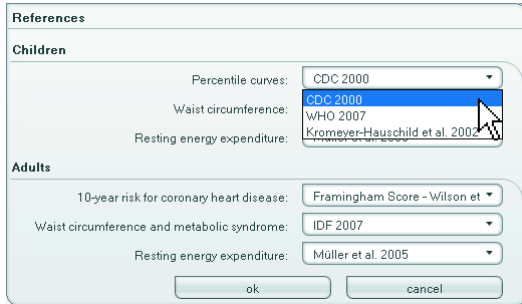 References
Children
Percentile curves: CDC 2000
CDC 2000
Waist circumference: WHO 2007
Kromeyer-Hauschild et al. 2002
Resting energy expenditure:
Adults
10-year risk for coronary heart disease: Framingham Score - Wilson et
Waist circumference and metabolic syndrome: IDF 2007
Resting energy expenditure: Müller et al. 2005
ok cancel